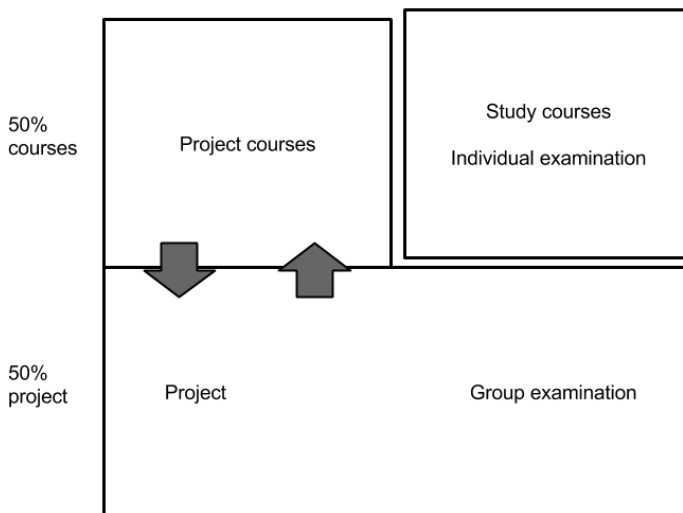 50%
courses
Project courses
Study courses
Individual examination
50%
project
Project
Group examination